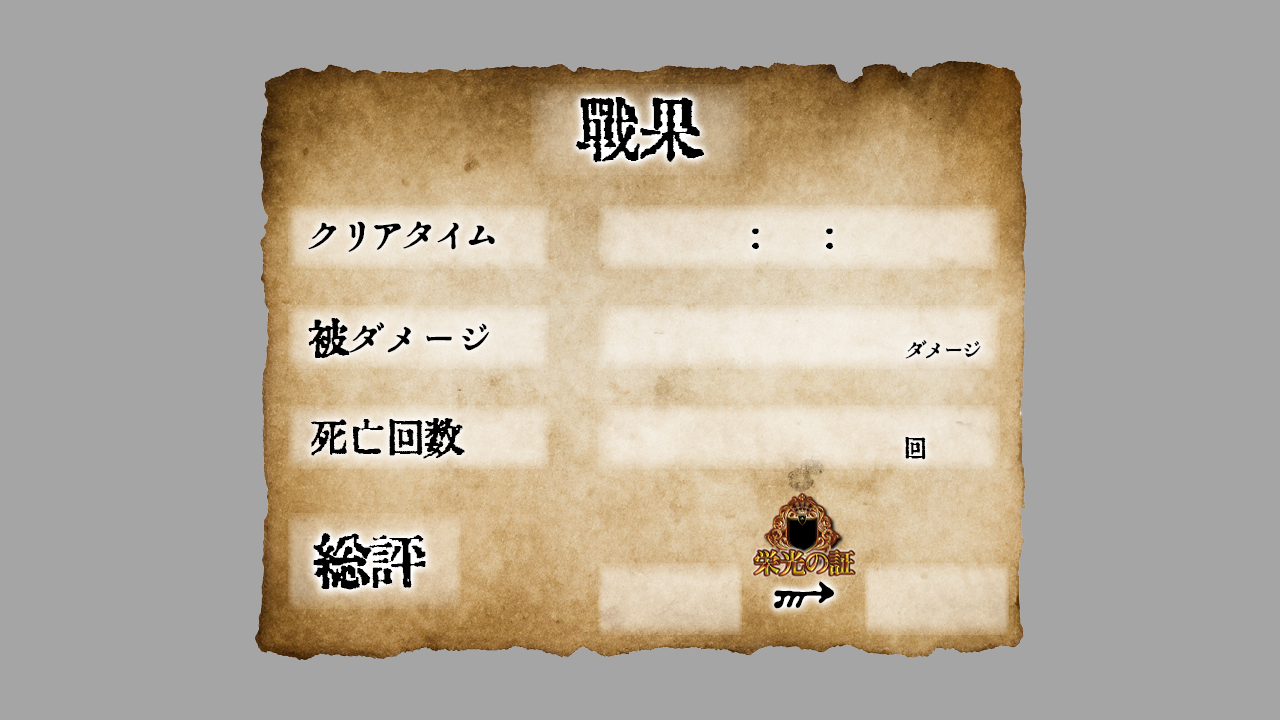 戰果
クリアタイム : :
被ダメージ ダメージ
死亡回数 回
栄光の証
総評